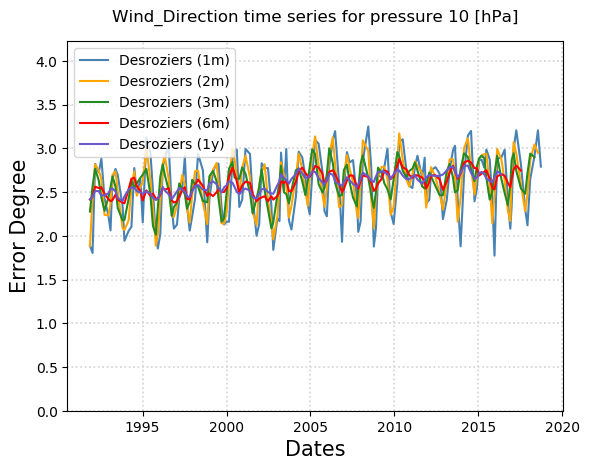 Wind_Direction time series for pressure 10 [hPa]
Desroziers (1m)
Desroziers (2m)
Desroziers (3m)
Desroziers (6m)
Desroziers (1y)
4.0
3.5
3.0
2.5
2.0
1.5
1.0
0.5
0.0
Error Degree
1995 2000 2005 2010 2015 2020
Dates